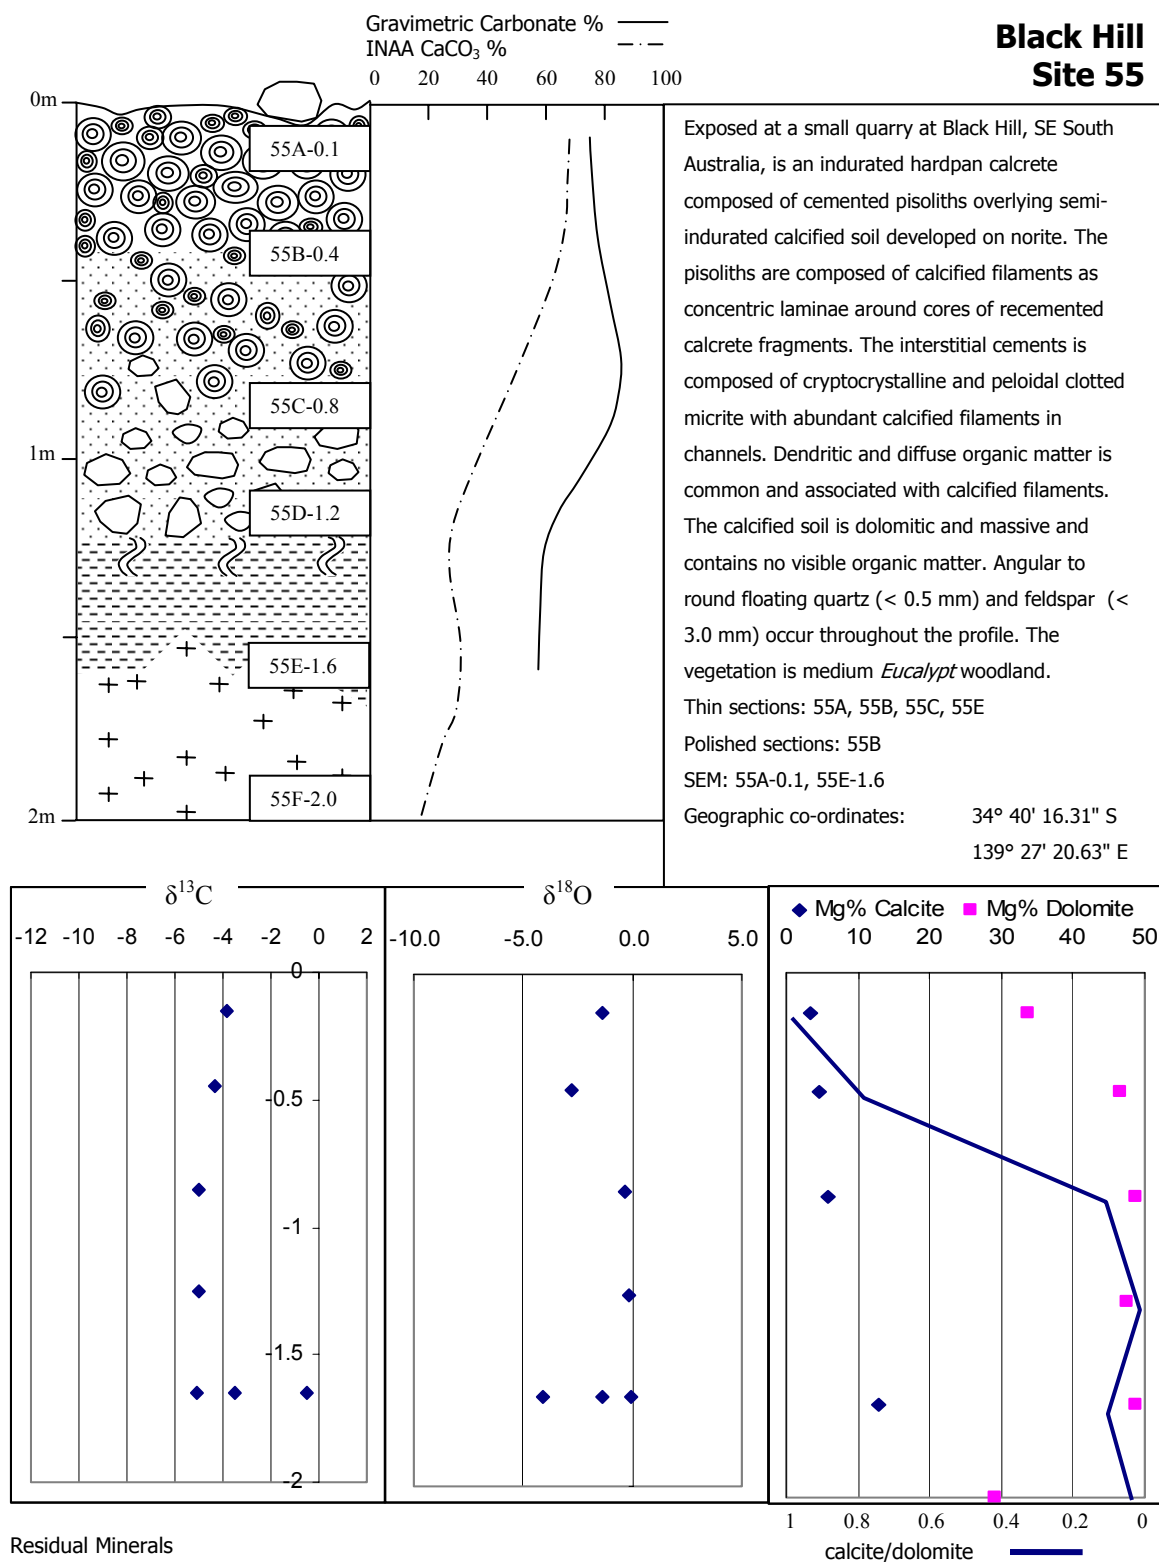 Gravimetric Carbonate %
INAA CaCO₃ %
0 20 40 60 80 100
Black Hill
Site 55
0m
1m
2m
55A-0.1
55B-0.4
55C-0.8
55D-1.2
55E-1.6
55F-2.0
Exposed at a small quarry at Black Hill, SE South
Australia, is an indurated hardpan calcrete
composed of cemented pisoliths overlying semi-
indurated calcified soil developed on norite. The
pisoliths are composed of calcified filaments as
concentric laminae around cores of recemented
calcrete fragments. The interstitial cements is
composed of cryptocrystalline and peloidal clotted
micrite with abundant calcified filaments in
channels. Dendritic and diffuse organic matter is
common and associated with calcified filaments.
The calcified soil is dolomitic and massive and
contains no visible organic matter. Angular to
round floating quartz (< 0.5 mm) and feldspar (<
3.0 mm) occur throughout the profile. The
vegetation is medium Eucalypt woodland.
Thin sections: 55A, 55B, 55C, 55E
Polished sections: 55B
SEM: 55A-0.1, 55E-1.6
Geographic co-ordinates: 34° 40' 16.31" S
139° 27' 20.63" E
δ¹³C
-12 -10 -8 -6 -4 -2 0 2
0
-0.5
-1
-1.5
-2
δ¹⁸O
-10.0 -5.0 0.0 5.0
Mg% Calcite Mg% Dolomite
0 10 20 30 40 50
1 0.8 0.6 0.4 0.2 0
calcite/dolomite
Residual Minerals